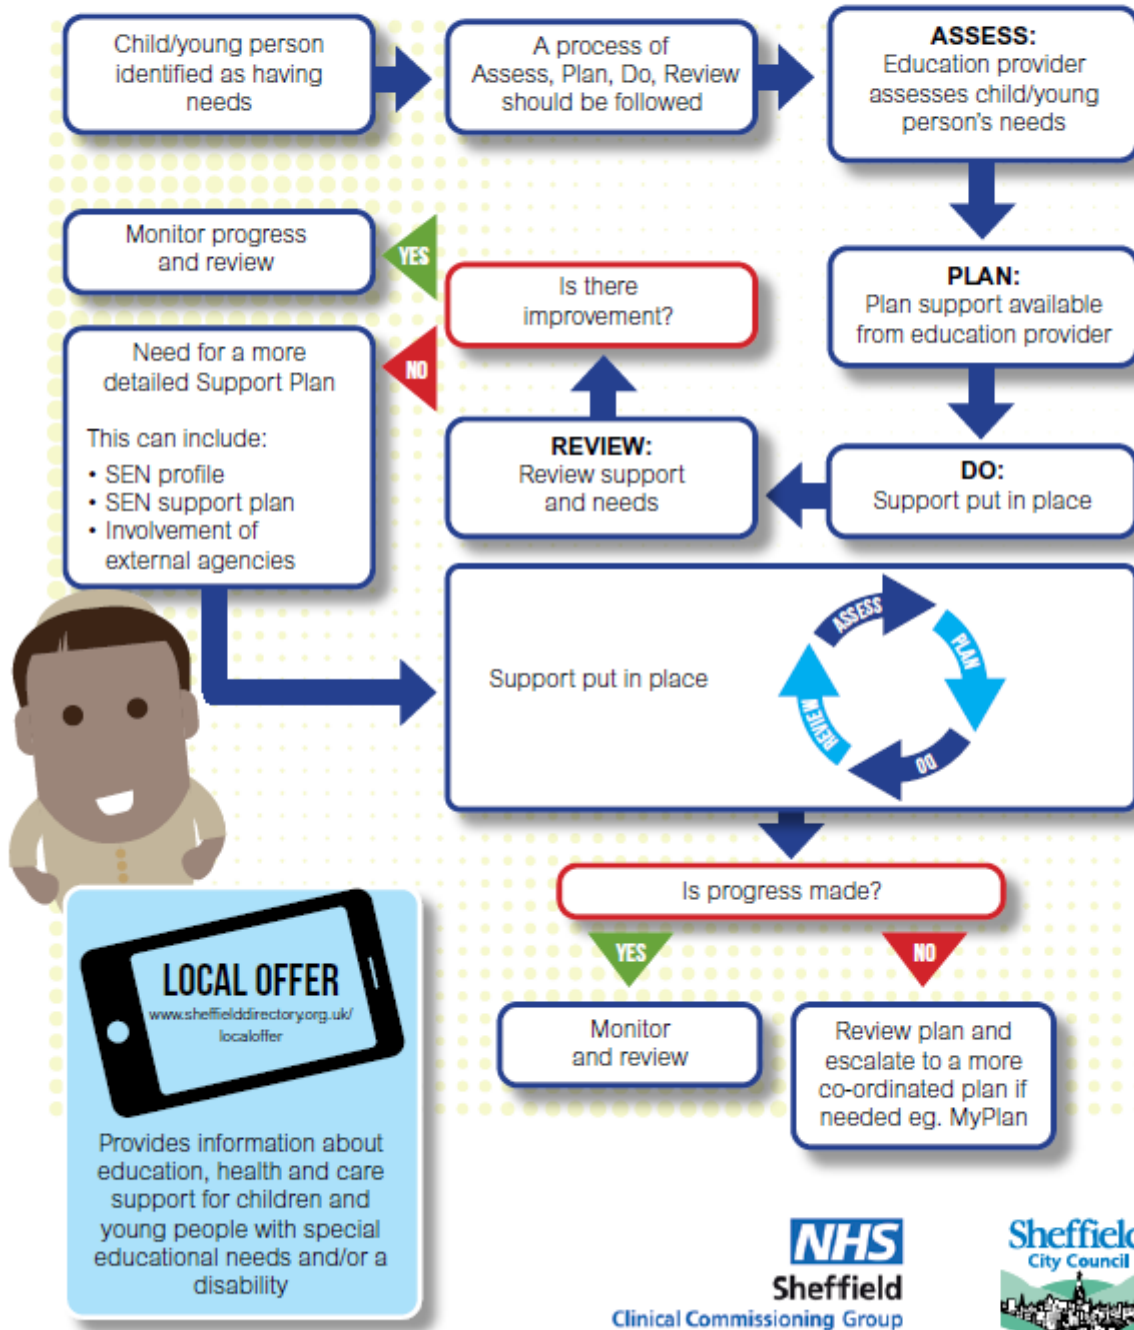 Child/young person
identified as having
needs
A process of
Assess, Plan, Do, Review
should be followed
ASSESS:
Education provider
assesses child/young
person's needs
PLAN:
Plan support available
from education provider
DO:
Support put in place
REVIEW:
Review support
and needs
Is there
improvement?
YES
Monitor progress
and review
NO
Need for a more
detailed Support Plan
This can include:
• SEN profile
• SEN support plan
• Involvement of
external agencies
Support put in place
ASSESS
PLAN
DO
REVIEW
Is progress made?
YES
NO
Monitor
and review
Review plan and
escalate to a more
co-ordinated plan if
needed eg. MyPlan
LOCAL OFFER
www.sheffielddirectory.org.uk/
localoffer
Provides information about
education, health and care
support for children and
young people with special
educational needs and/or a
disability
NHS
Sheffield
Clinical Commissioning Group
Sheffield
City Council